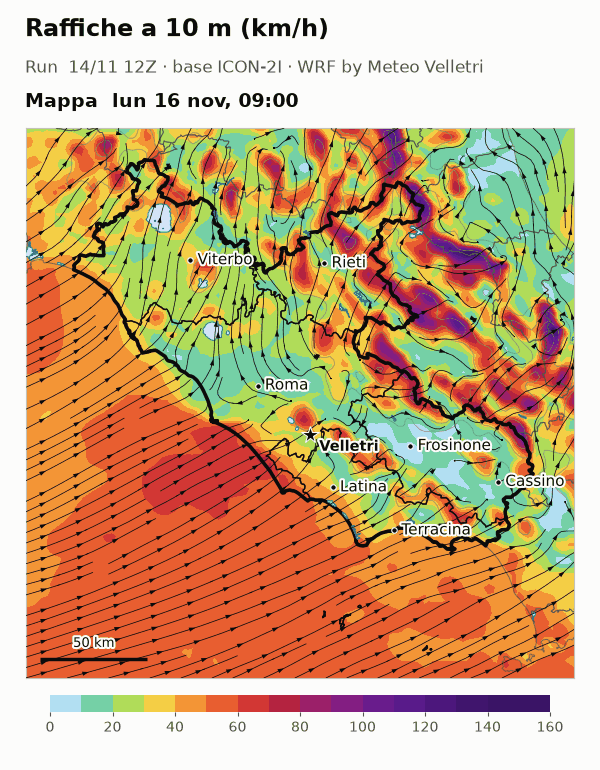 Raffiche a 10 m (km/h)
Run 14/11 12Z · base ICON-2I · WRF by Meteo Velletri
Mappa lun 16 nov, 09:00
Viterbo
Rieti
Roma
Velletri
Frosinone
Latina
Cassino
Terracina
50 km
0 20 40 60 80 100 120 140 160